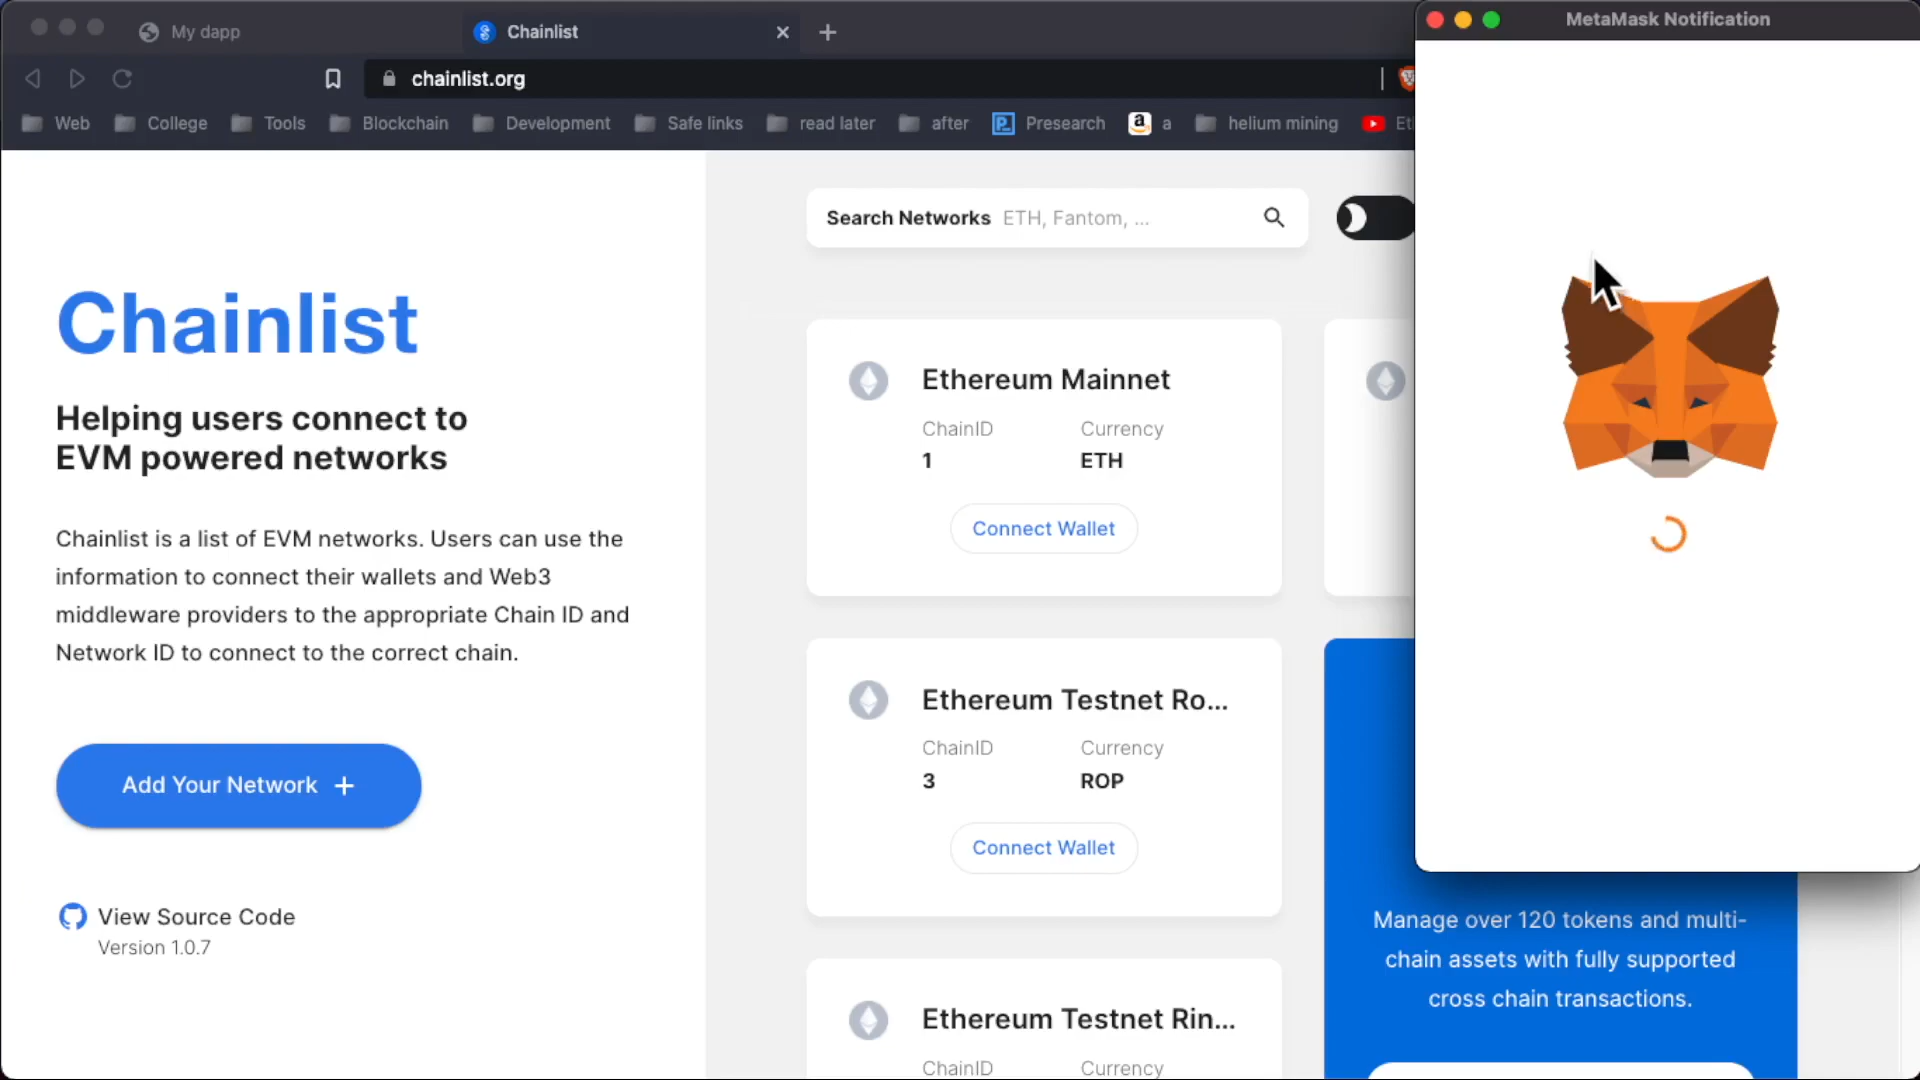 My dapp
Chainlist
MetaMask Notification
chainlist.org
Web
College
Tools
Blockchain
Development
Safe links
read later
after
Presearch
a
helium mining
Search Networks ETH, Fantom, ...
Chainlist
Helping users connect to
EVM powered networks
Chainlist is a list of EVM networks. Users can use the
information to connect their wallets and Web3
middleware providers to the appropriate Chain ID and
Network ID to connect to the correct chain.
Add Your Network +
View Source Code
Version 1.0.7
Ethereum Mainnet
ChainID Currency
1 ETH
Connect Wallet
Ethereum Testnet Ro...
ChainID Currency
3 ROP
Connect Wallet
Ethereum Testnet Rin...
ChainID Currency
Manage over 120 tokens and multi-
chain assets with fully supported
cross chain transactions.